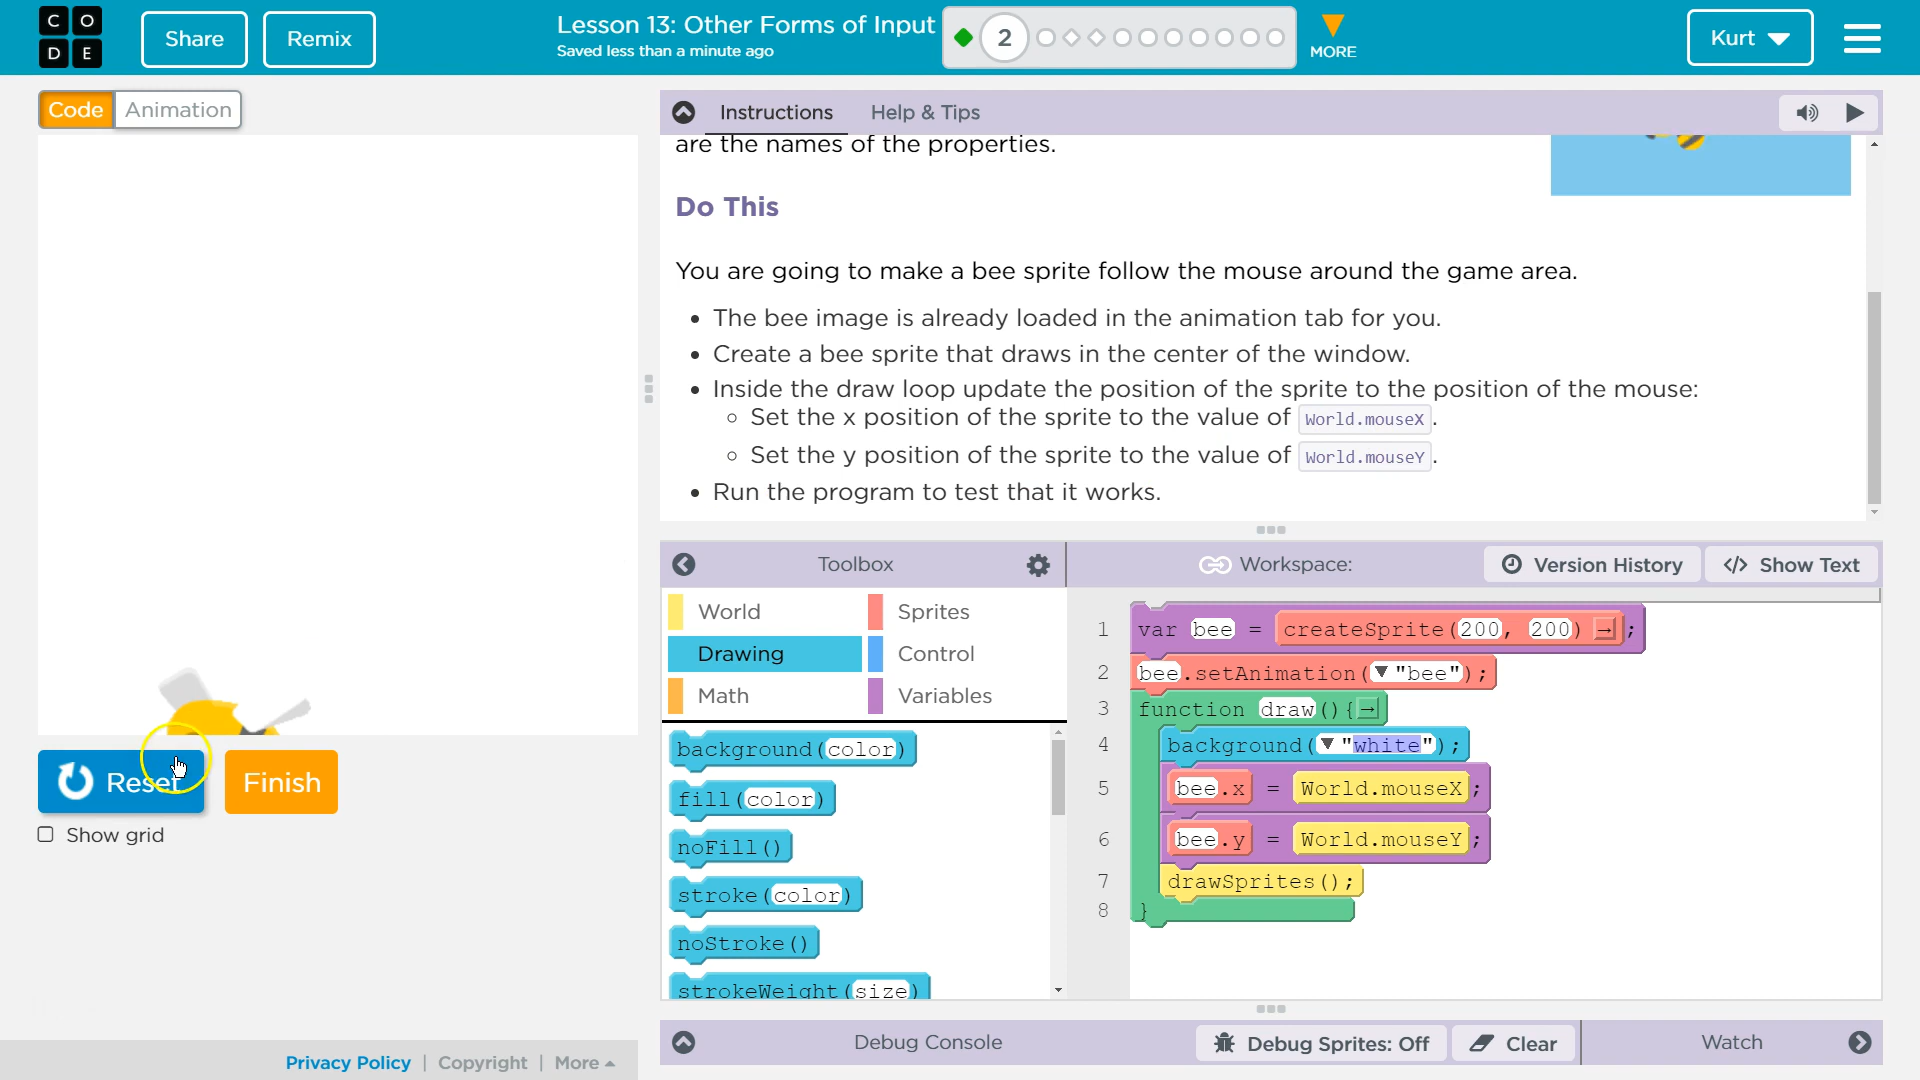 CODE
Share
Remix
Lesson 13: Other Forms of Input
Saved less than a minute ago
2
MORE
Kurt
Code
Animation
Instructions
Help & Tips
are the names of the properties.
Do This
You are going to make a bee sprite follow the mouse around the game area.
The bee image is already loaded in the animation tab for you.
Create a bee sprite that draws in the center of the window.
Inside the draw loop update the position of the sprite to the position of the mouse:
Set the x position of the sprite to the value of World.mouseX.
Set the y position of the sprite to the value of World.mouseY.
Run the program to test that it works.
Reset
Finish
Show grid
Toolbox
Workspace:
Version History
</> Show Text
World
Sprites
Drawing
Control
Math
Variables
background(color)
fill(color)
noFill()
stroke(color)
noStroke()
strokeWeight(size)
1 var bee = createSprite(200, 200);
2 bee.setAnimation("bee");
3 function draw(){
4 background("white");
5 bee.x = World.mouseX;
6 bee.y = World.mouseY;
7 drawSprites();
8 }
Debug Console
Debug Sprites: Off
Clear
Watch
Privacy Policy | Copyright | More